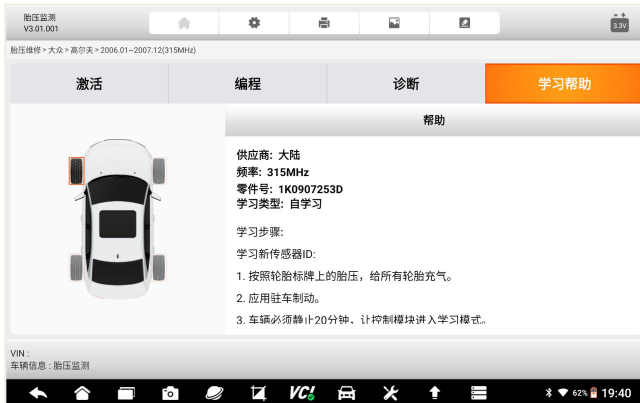 胎压监测
V3.01.001
3.3V
胎压维修 > 大众 > 高尔夫 > 2006.01~2007.12(315MHz)
激活
编程
诊断
学习帮助
帮助
供应商: 大陆
频率: 315MHz
零件号: 1K0907253D
学习类型: 自学习
学习步骤:
学习新传感器ID:
1. 按照轮胎标牌上的胎压，给所有轮胎充气。
2. 应用驻车制动。
3. 车辆必须静止20分钟，让控制模块进入学习模式。
VIN :
车辆信息 : 胎压监测
VC!
62%
19:40